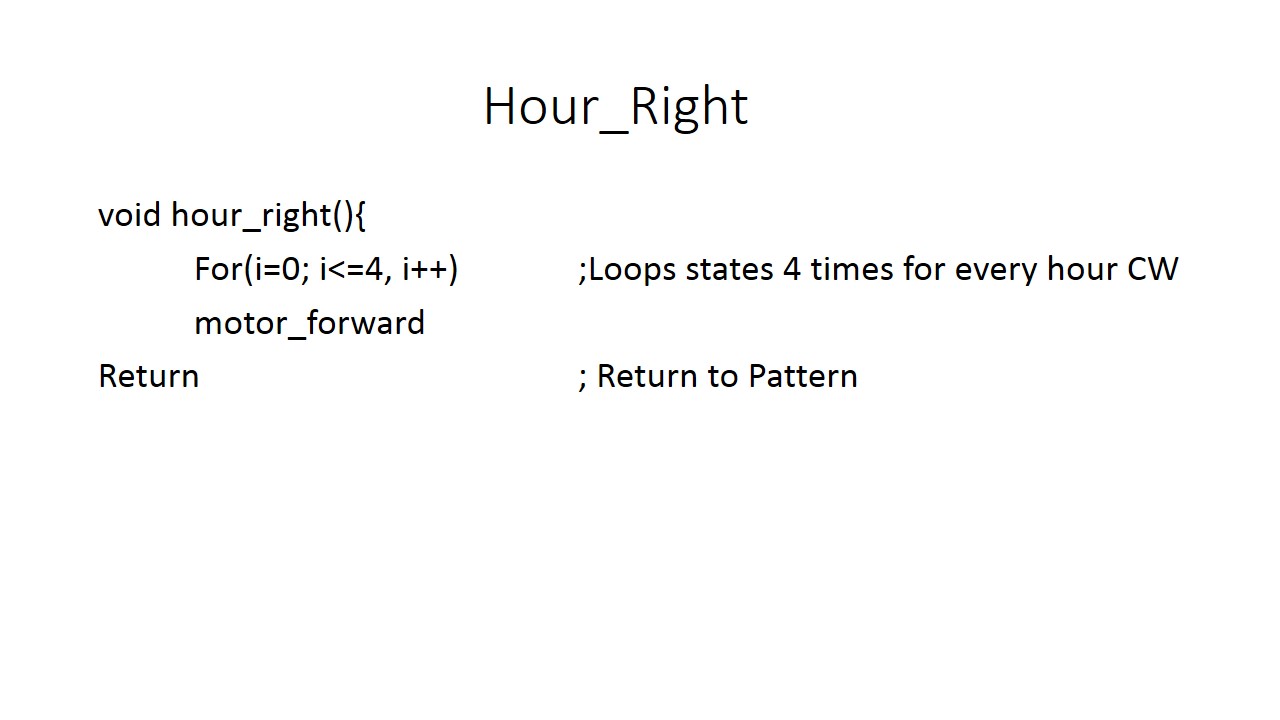 Hour_Right
void hour_right(){
For(i=0; i<=4, i++) ;Loops states 4 times for every hour CW
motor_forward
Return ; Return to Pattern